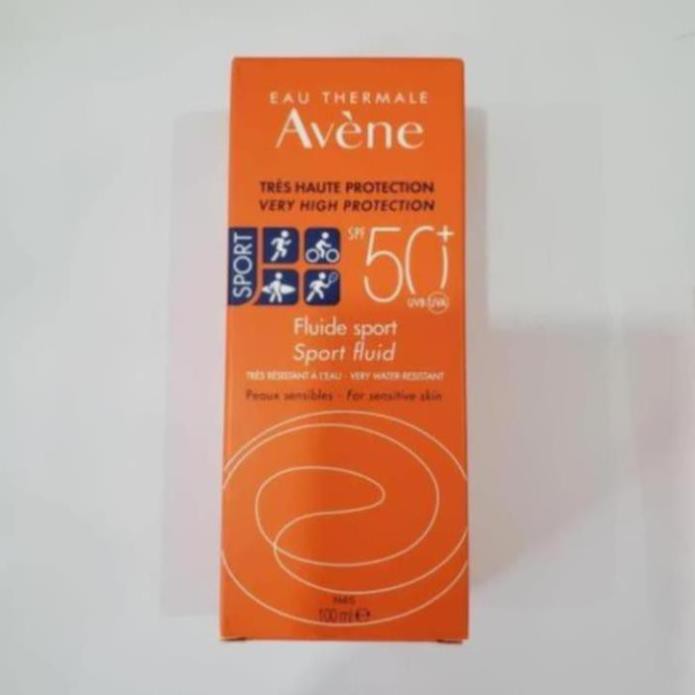 EAU THERMALE
Avène
TRÈS HAUTE PROTECTION
VERY HIGH PROTECTION
SPORT
SPF 50+
UVB UVA
Fluide sport
Sport fluid
TRÈS RÉSISTANT À L'EAU - VERY WATER-RESISTANT
Peaux sensibles - For sensitive skin
PARIS
100 ml e